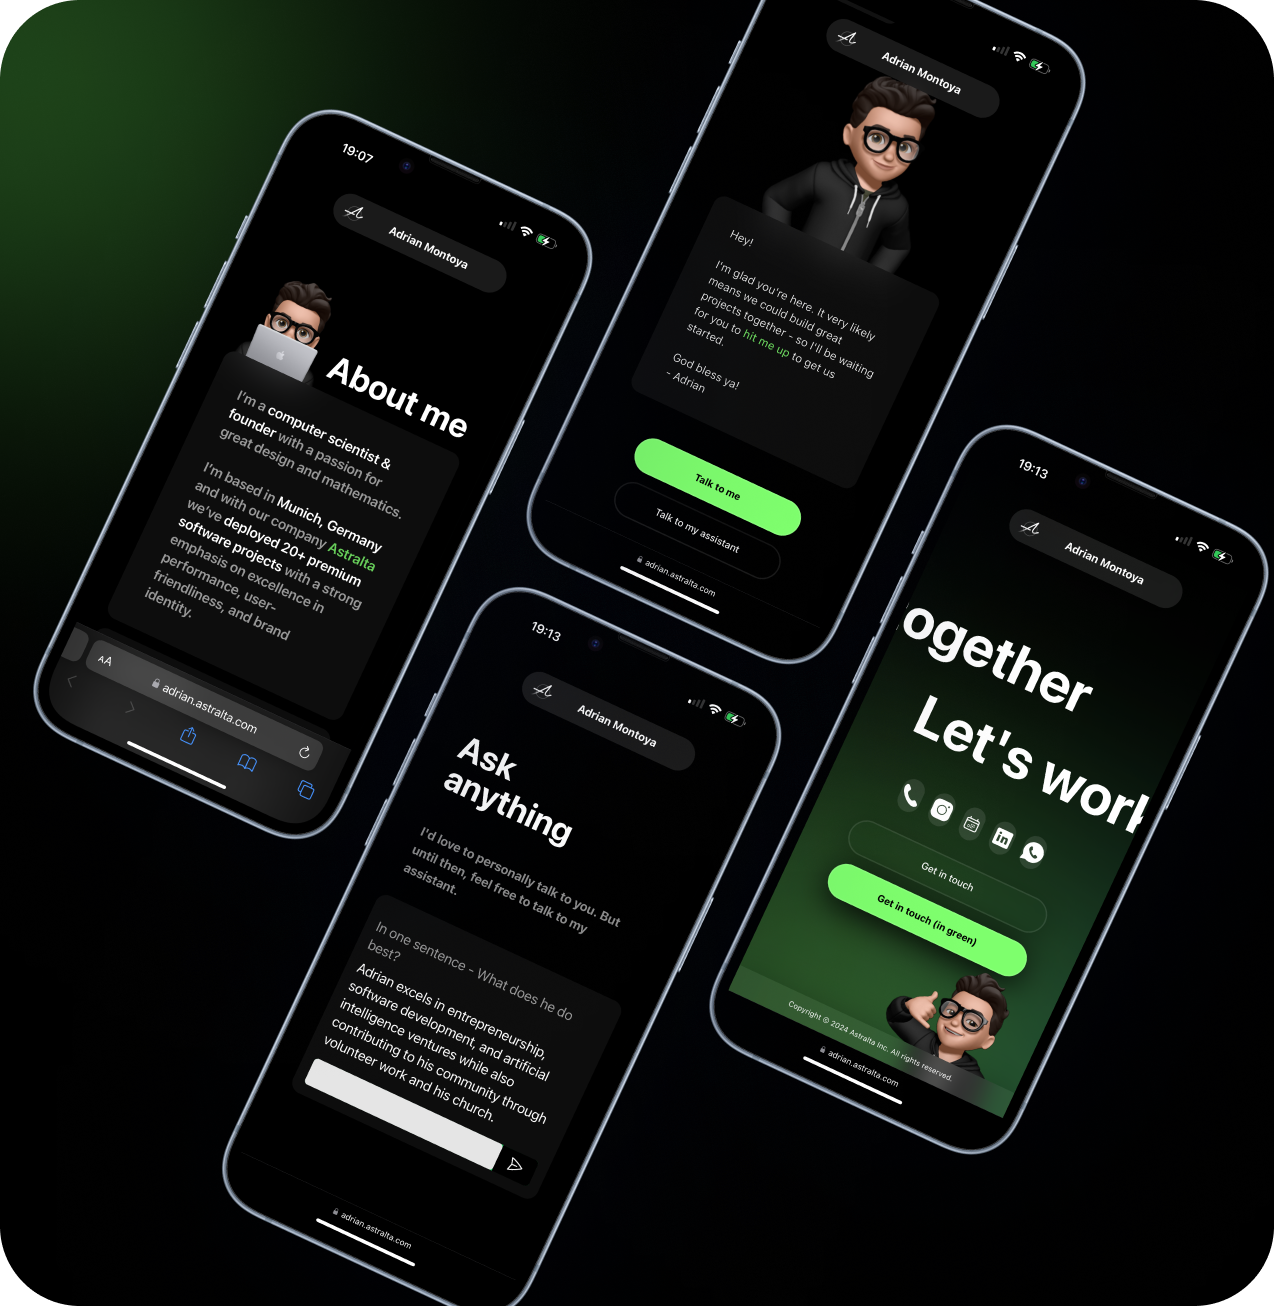 19:07
Adrian Montoya
About me
I'm a computer scientist &
founder with a passion for
great design and mathematics.
I'm based in Munich, Germany
and with our company Astralta
we've deployed 20+ premium
software projects with a strong
emphasis on excellence in
performance, user-
friendliness, and brand
identity.
AA
adrian.astralta.com
Adrian Montoya
Hey!
I'm glad you're here. It very likely
means we could build great
projects together - so I'll be waiting
for you to hit me up to get us
started.
God bless ya!
- Adrian
Talk to me
Talk to my assistant
adrian.astralta.com
19:13
Adrian Montoya
Ask
anything
I'd love to personally talk to you. But
until then, feel free to talk to my
assistant.
In one sentence - What does he do
best?
Adrian excels in entrepreneurship,
software development, and artificial
intelligence ventures while also
contributing to his community through
volunteer work and his church.
adrian.astralta.com
19:13
Adrian Montoya
ogether
Let's work
in
Get in touch
Get in touch (in green)
Copyright © 2024 Astralta Inc. All rights reserved.
adrian.astralta.com